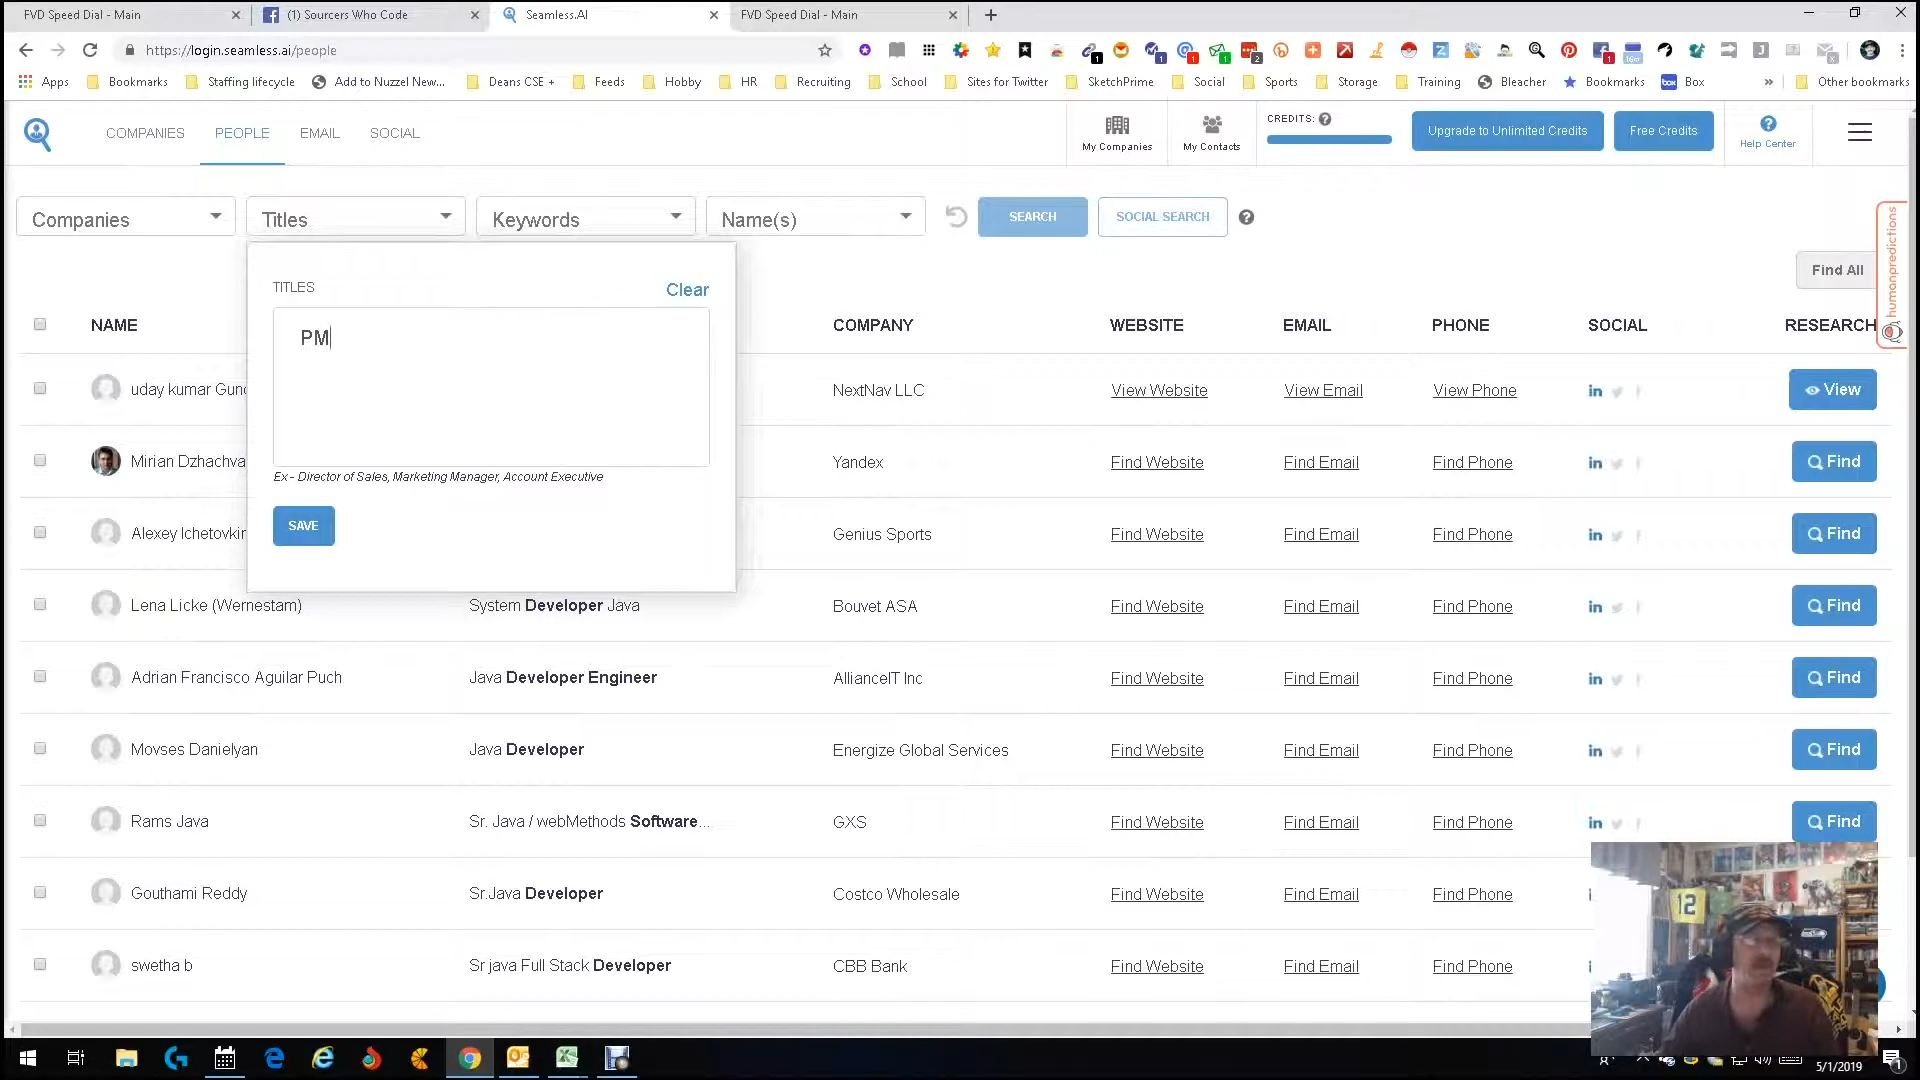 FVD Speed Dial - Main
(1) Sourcers Who Code
Seamless.AI
FVD Speed Dial - Main
https://login.seamless.ai/people
Apps
Bookmarks
Staffing lifecycle
Add to Nuzzel New...
Deans CSE +
Feeds
Hobby
HR
Recruiting
School
Sites for Twitter
SketchPrime
Social
Sports
Storage
Training
Bleacher
Bookmarks
Box
Other bookmarks
COMPANIES
PEOPLE
EMAIL
SOCIAL
My Companies
My Contacts
CREDITS:
Upgrade to Unlimited Credits
Free Credits
Help Center
Companies
Titles
Keywords
Name(s)
SEARCH
SOCIAL SEARCH
humanpredictions
Find All
TITLES
Clear
PM
Ex - Director of Sales, Marketing Manager, Account Executive
SAVE
NAME COMPANY WEBSITE EMAIL PHONE SOCIAL RESEARCH
uday kumar Gund NextNav LLC View Website View Email View Phone View
Mirian Dzhachva Yandex Find Website Find Email Find Phone Find
Alexey Ichetovkin Genius Sports Find Website Find Email Find Phone Find
Lena Licke (Wernestam) System Developer Java Bouvet ASA Find Website Find Email Find Phone Find
Adrian Francisco Aguilar Puch Java Developer Engineer AllianceIT Inc Find Website Find Email Find Phone Find
Movses Danielyan Java Developer Energize Global Services Find Website Find Email Find Phone Find
Rams Java Sr. Java / webMethods Software... GXS Find Website Find Email Find Phone Find
Gouthami Reddy Sr.Java Developer Costco Wholesale Find Website Find Email Find Phone
swetha b Sr java Full Stack Developer CBB Bank Find Website Find Email Find Phone
12
5/1/2019